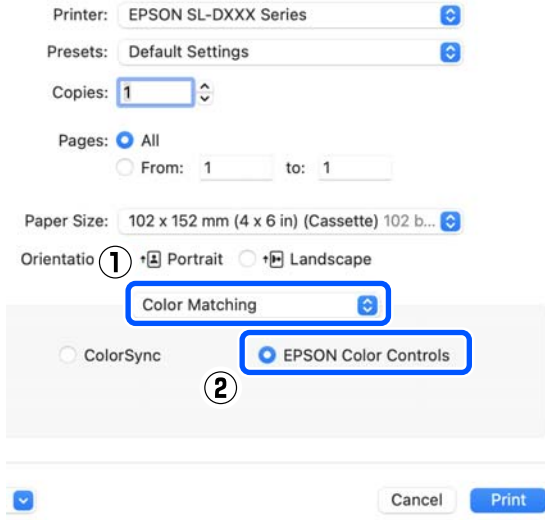 Printer: EPSON SL-DXXX Series
Presets: Default Settings
Copies: 1
Pages: All
From: 1 to: 1
Paper Size: 102 x 152 mm (4 x 6 in) (Cassette) 102 b...
Orientatio ① Portrait Landscape
Color Matching
ColorSync EPSON Color Controls
②
Cancel Print